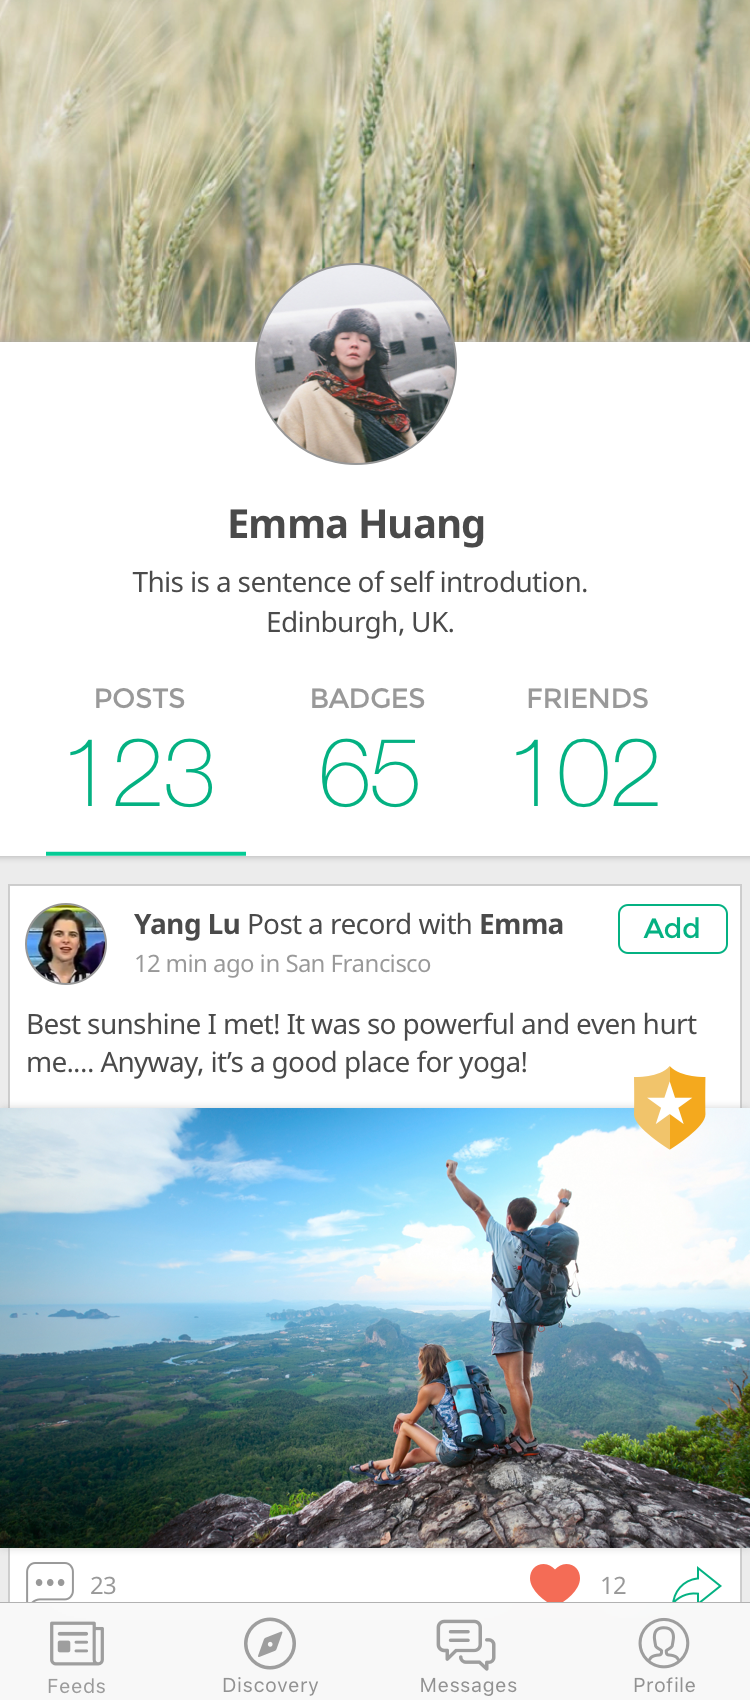 Emma Huang
This is a sentence of self introdution.
Edinburgh, UK.
POSTS BADGES FRIENDS
123 65 102
Yang Lu Post a record with Emma
Add
12 min ago in San Francisco
Best sunshine I met! It was so powerful and even hurt
me.... Anyway, it’s a good place for yoga!
23 12
Feeds Discovery Messages Profile